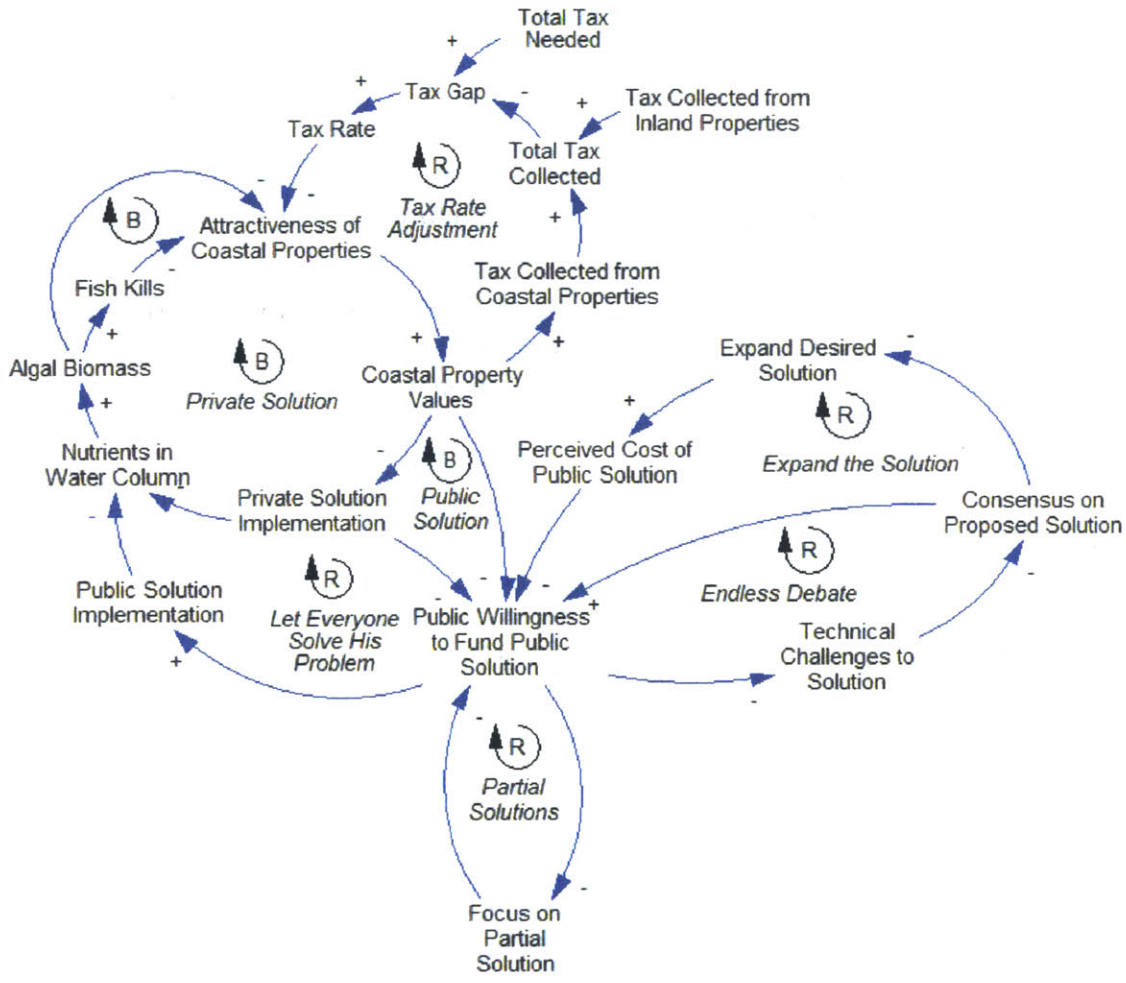 Total Tax
Needed
+
+
Tax Gap
-
+
Tax Collected from
Inland Properties
Tax Rate
R
Total Tax
Collected
-
-
Tax Rate
Adjustment
+
B
Attractiveness of
Coastal Properties
Tax Collected from
Coastal Properties
-
Fish Kills
+
+
+
-
Expand Desired
Solution
Algal Biomass
B
Private Solution
Coastal Property
Values
+
+
R
Expand the Solution
Nutrients in
Water Column
-
B
Public
Solution
Perceived Cost of
Public Solution
-
Private Solution
Implementation
Consensus on
Proposed Solution
-
R
Endless Debate
-
Public Solution
Implementation
R
Let Everyone
Solve His
Problem
-
-
-
+
Public Willingness
to Fund Public
Solution
Technical
Challenges to
Solution
+
-
-
R
Partial
Solutions
-
Focus on
Partial
Solution